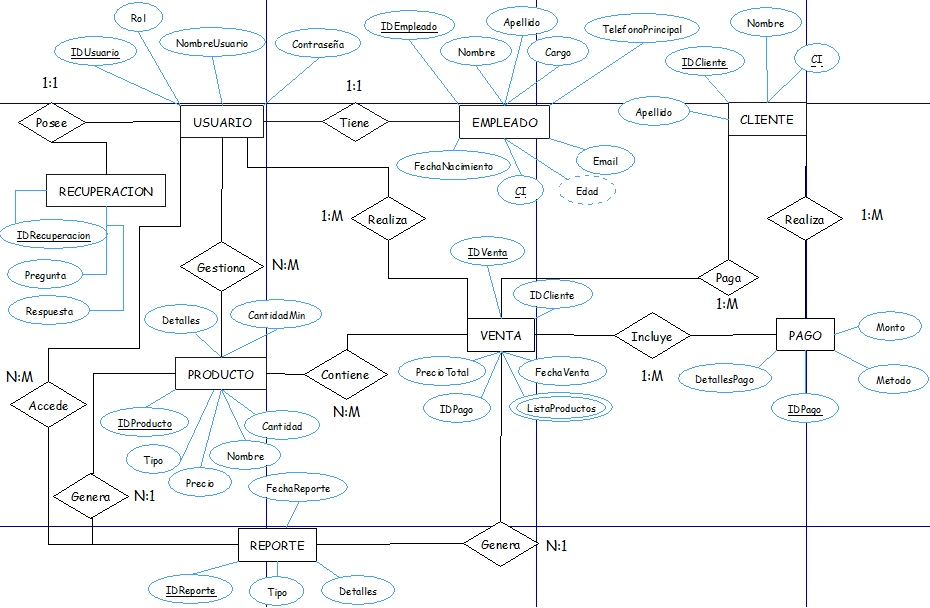 Rol
IDUsuario
NombreUsuario
Contraseña
IDEmpleado
Nombre
Apellido
Cargo
TelefonoPrincipal
IDCliente
Nombre
CI
Apellido
1:1
Posee
USUARIO
1:1
Tiene
EMPLEADO
CLIENTE
FechaNacimiento
CI
Edad
Email
RECUPERACION
IDRecuperacion
Pregunta
Respuesta
1:M
Realiza
Realiza
1:M
Gestiona
N:M
IDVenta
IDCliente
Paga
1:M
Detalles
CantidadMin
VENTA
Incluye
1:M
PAGO
Monto
Metodo
DetallesPago
IDPago
PRODUCTO
Contiene
N:M
PrecioTotal
FechaVenta
IDPago
ListaProductos
N:M
Accede
IDProducto
Tipo
Precio
Nombre
Cantidad
Genera
N:1
FechaReporte
REPORTE
Genera
N:1
IDReporte
Tipo
Detalles